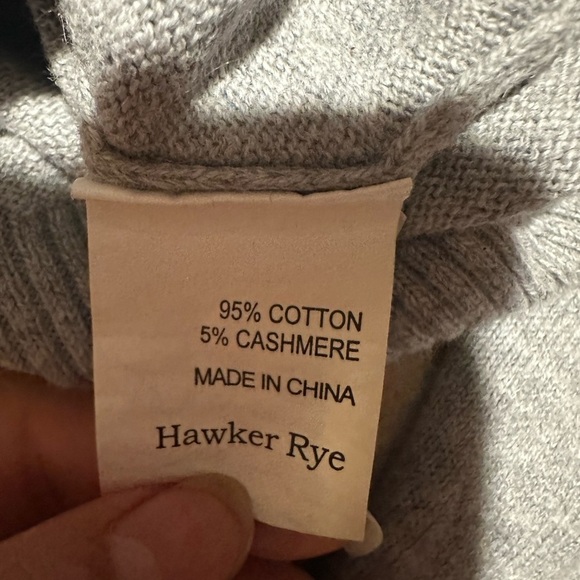 95% COTTON
5% CASHMERE
MADE IN CHINA
Hawker Rye